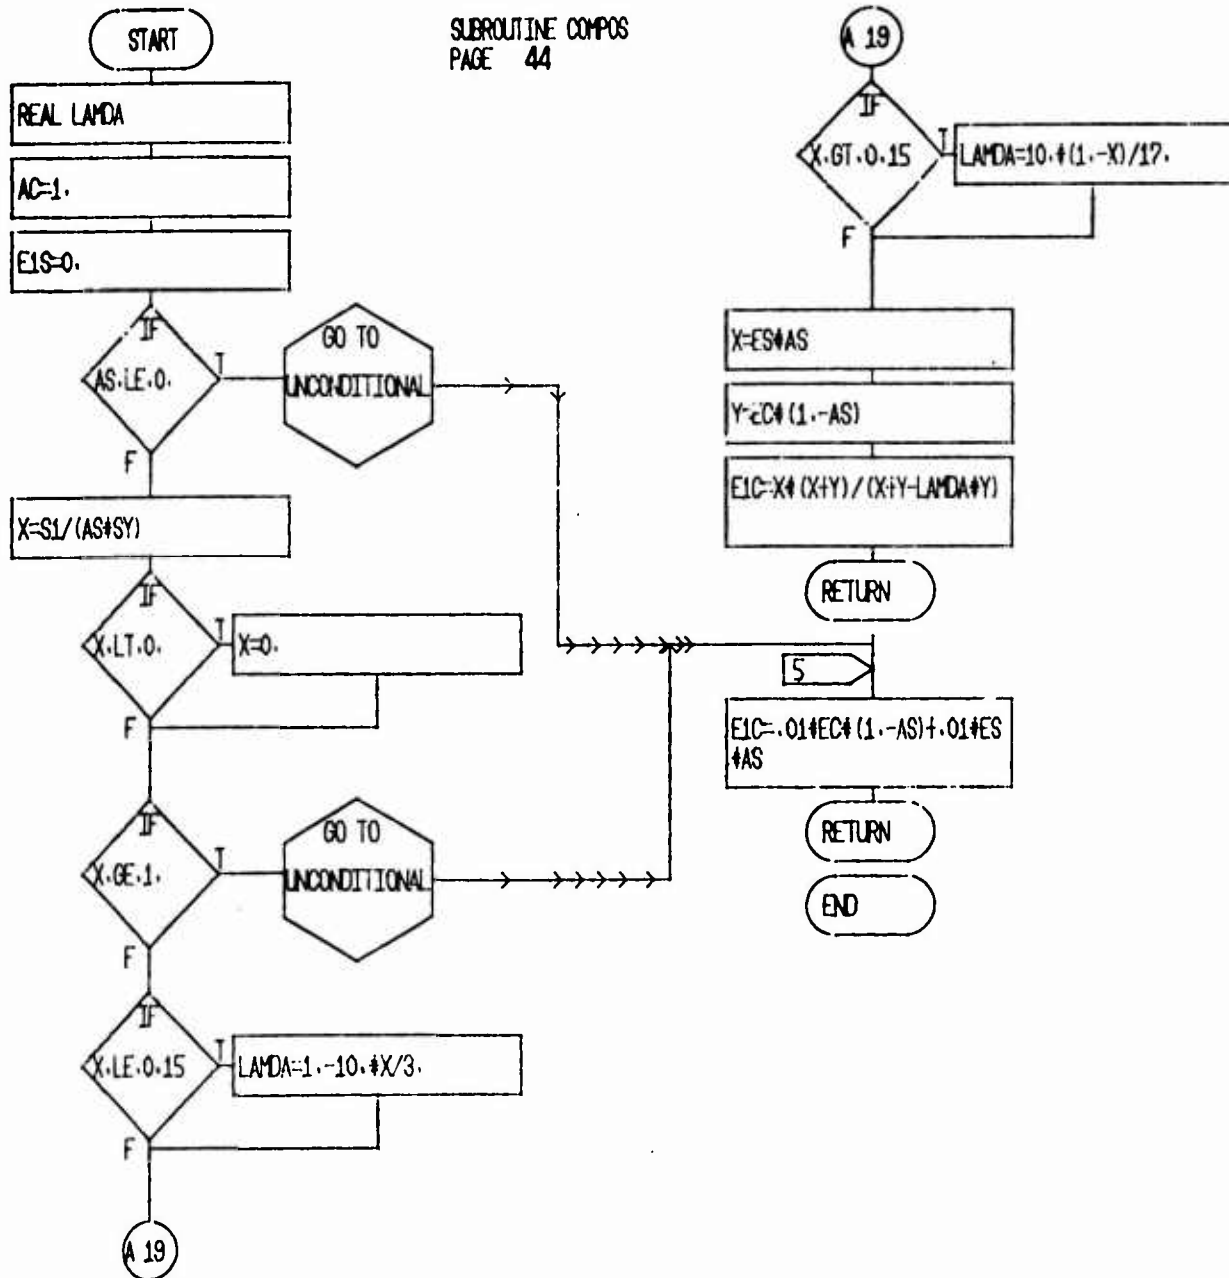 SUBROUTINE COMPOS
PAGE 44
START
REAL LAMDA
AC=1.
E1S=0.
IF
AS.LE.0.
T
F
GO TO
UNCONDITIONAL
X=S1/(AS*SY)
IF
X.LT.0.
T
F
X=0.
IF
X.GE.1.
T
F
GO TO
UNCONDITIONAL
IF
X.LE.0.15
T
F
LAMDA=1.-10.*X/3.
A 19
A 19
IF
X.GT.0.15
T
F
LAMDA=10.*(1.-X)/17.
X=ES*AS
Y=EC*(1.-AS)
E1C=X*(X+Y)/(X+Y-LAMDA*Y)
RETURN
5
E1C=.01*EC*(1.-AS)+.01*ES
*AS
RETURN
END